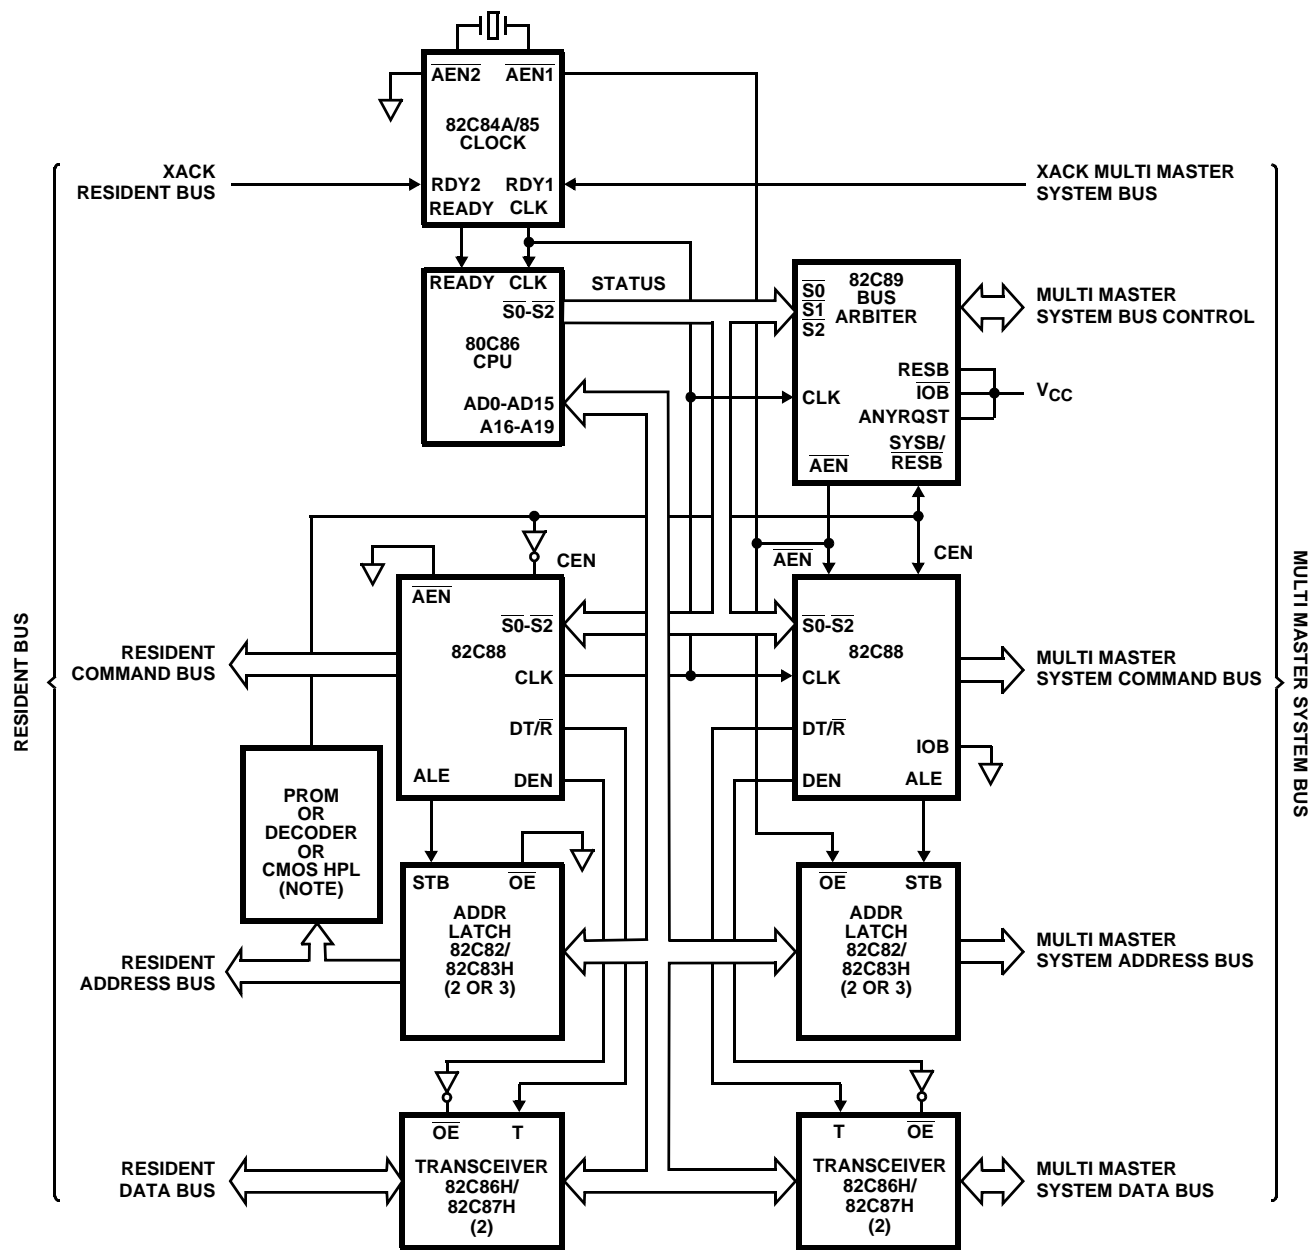 AEN2 AEN1
82C84A/85
CLOCK
RDY2 RDY1
READY CLK
XACK
RESIDENT BUS
XACK MULTI MASTER
SYSTEM BUS
READY CLK
S0-S2
80C86
CPU
AD0-AD15
A16-A19
STATUS
82C89
BUS
ARBITER
S0
S1
S2
CLK
RESB
IOB
ANYRQST
SYSB/
RESB
AEN
MULTI MASTER
SYSTEM BUS CONTROL
VCC
CEN
AEN
CEN
AEN
S0-S2
82C88
CLK
DT/R
DEN
ALE
S0-S2
82C88
CLK
DT/R
DEN
IOB
ALE
RESIDENT
COMMAND BUS
MULTI MASTER
SYSTEM COMMAND BUS
RESIDENT BUS
MULTI MASTER SYSTEM BUS
PROM
OR
DECODER
OR
CMOS HPL
(NOTE)
STB OE
ADDR
LATCH
82C82/
82C83H
(2 OR 3)
OE STB
ADDR
LATCH
82C82/
82C83H
(2 OR 3)
RESIDENT
ADDRESS BUS
MULTI MASTER
SYSTEM ADDRESS BUS
OE T
TRANSCEIVER
82C86H/
82C87H
(2)
T OE
TRANSCEIVER
82C86H/
82C87H
(2)
RESIDENT
DATA BUS
MULTI MASTER
SYSTEM DATA BUS